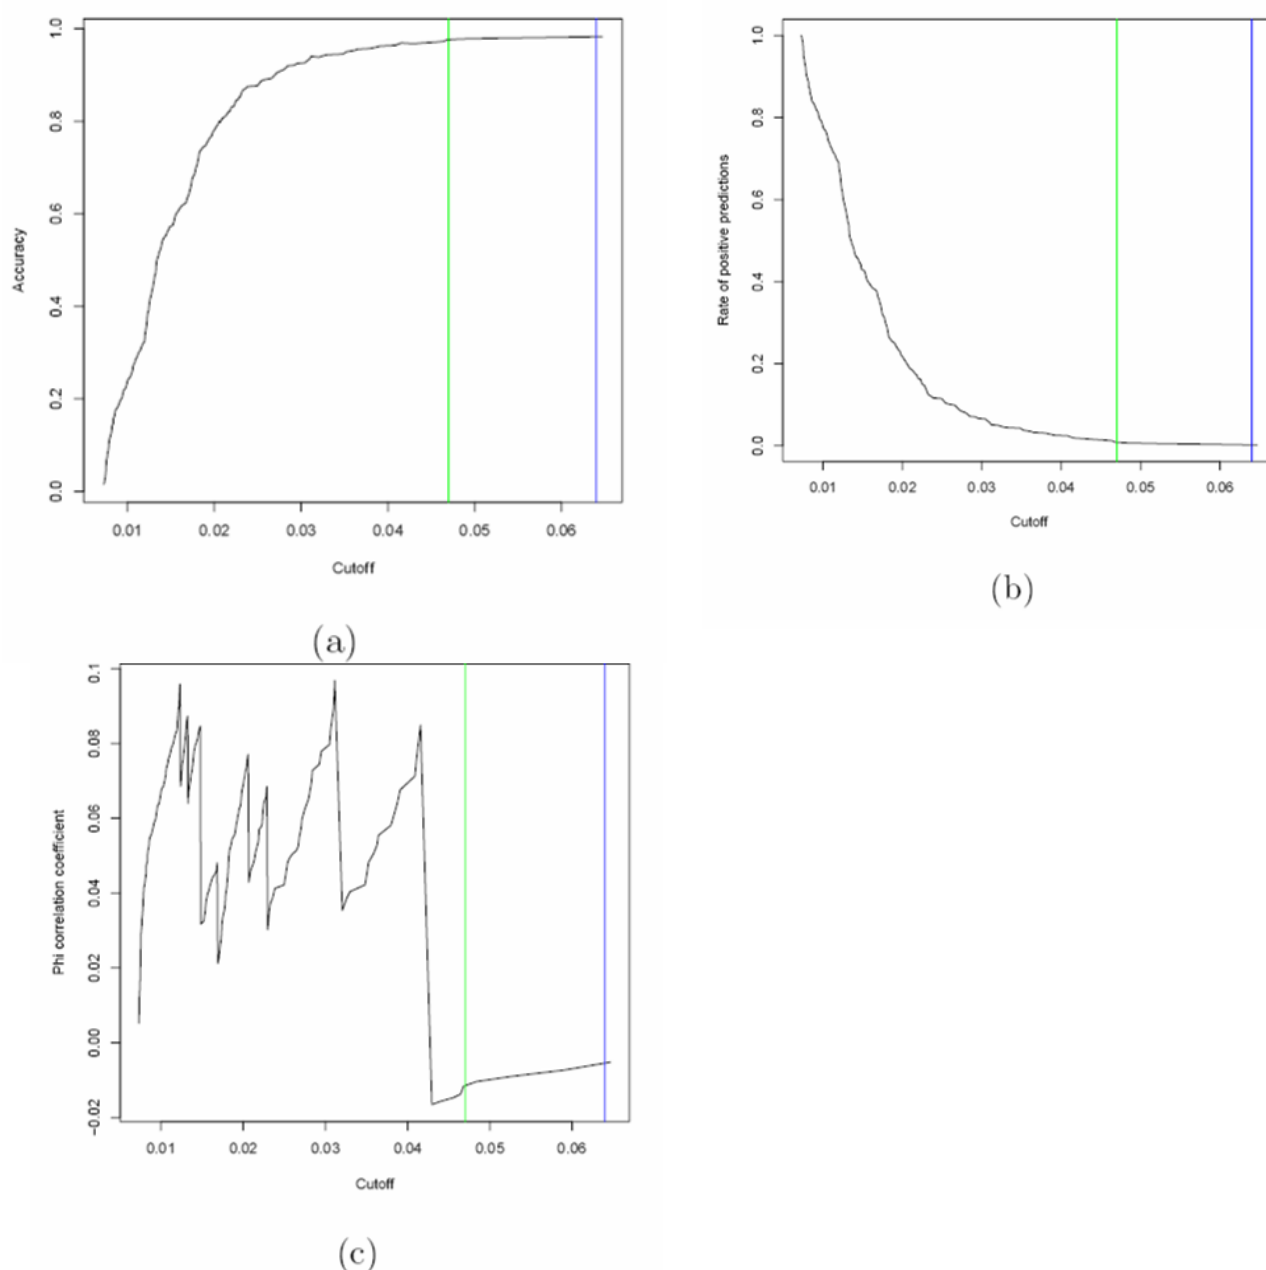 1.0
0.8
0.6
0.4
0.2
0.0
Accuracy
0.01 0.02 0.03 0.04 0.05 0.06
Cutoff
(a)
1.0
0.8
0.6
0.4
0.2
0.0
Rate of positive predictions
0.01 0.02 0.03 0.04 0.05 0.06
Cutoff
(b)
0.1
0.08
0.06
0.04
0.02
0.00
−0.02
Phi correlation coefficient
0.01 0.02 0.03 0.04 0.05 0.06
Cutoff
(c)